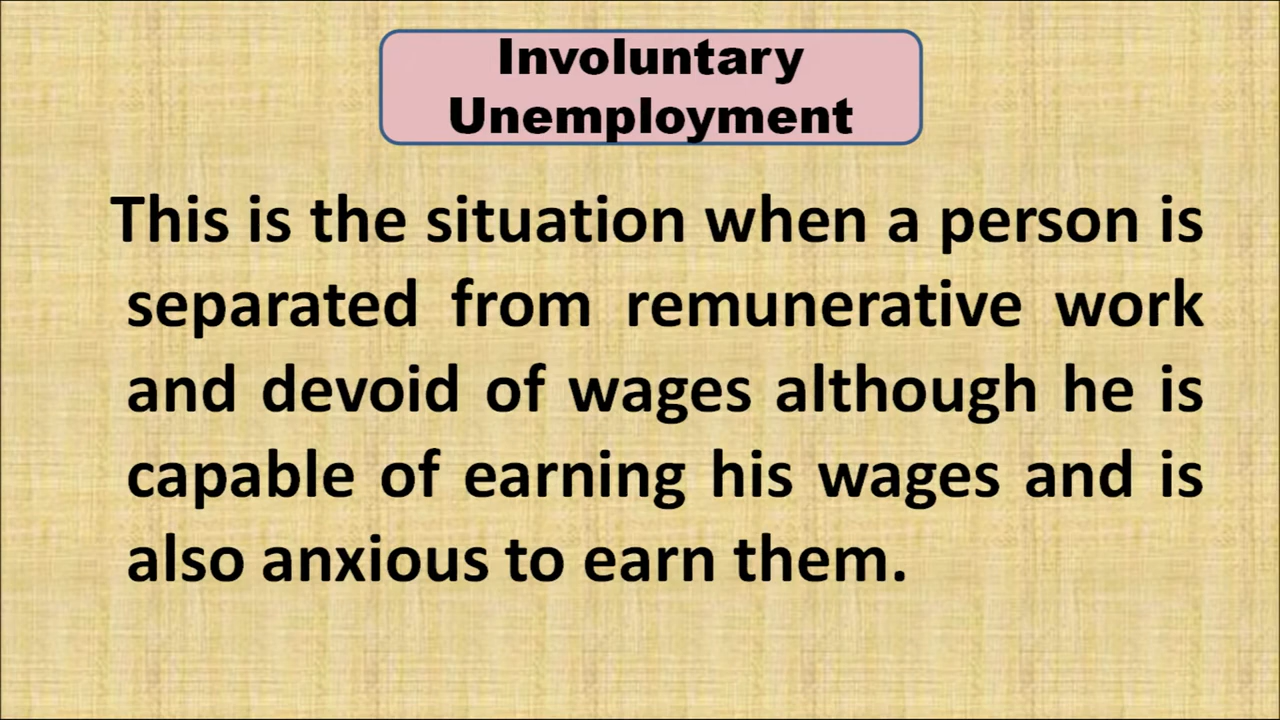 Involuntary
Unemployment
This is the situation when a person is
separated from remunerative work
and devoid of wages although he is
capable of earning his wages and is
also anxious to earn them.